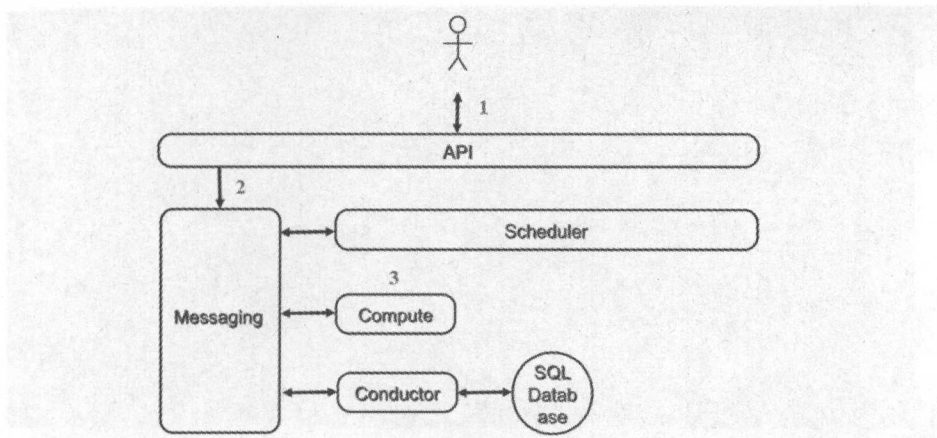 1
API
2
Scheduler
3
Messaging
Compute
Conductor
SQL
Datab
ase